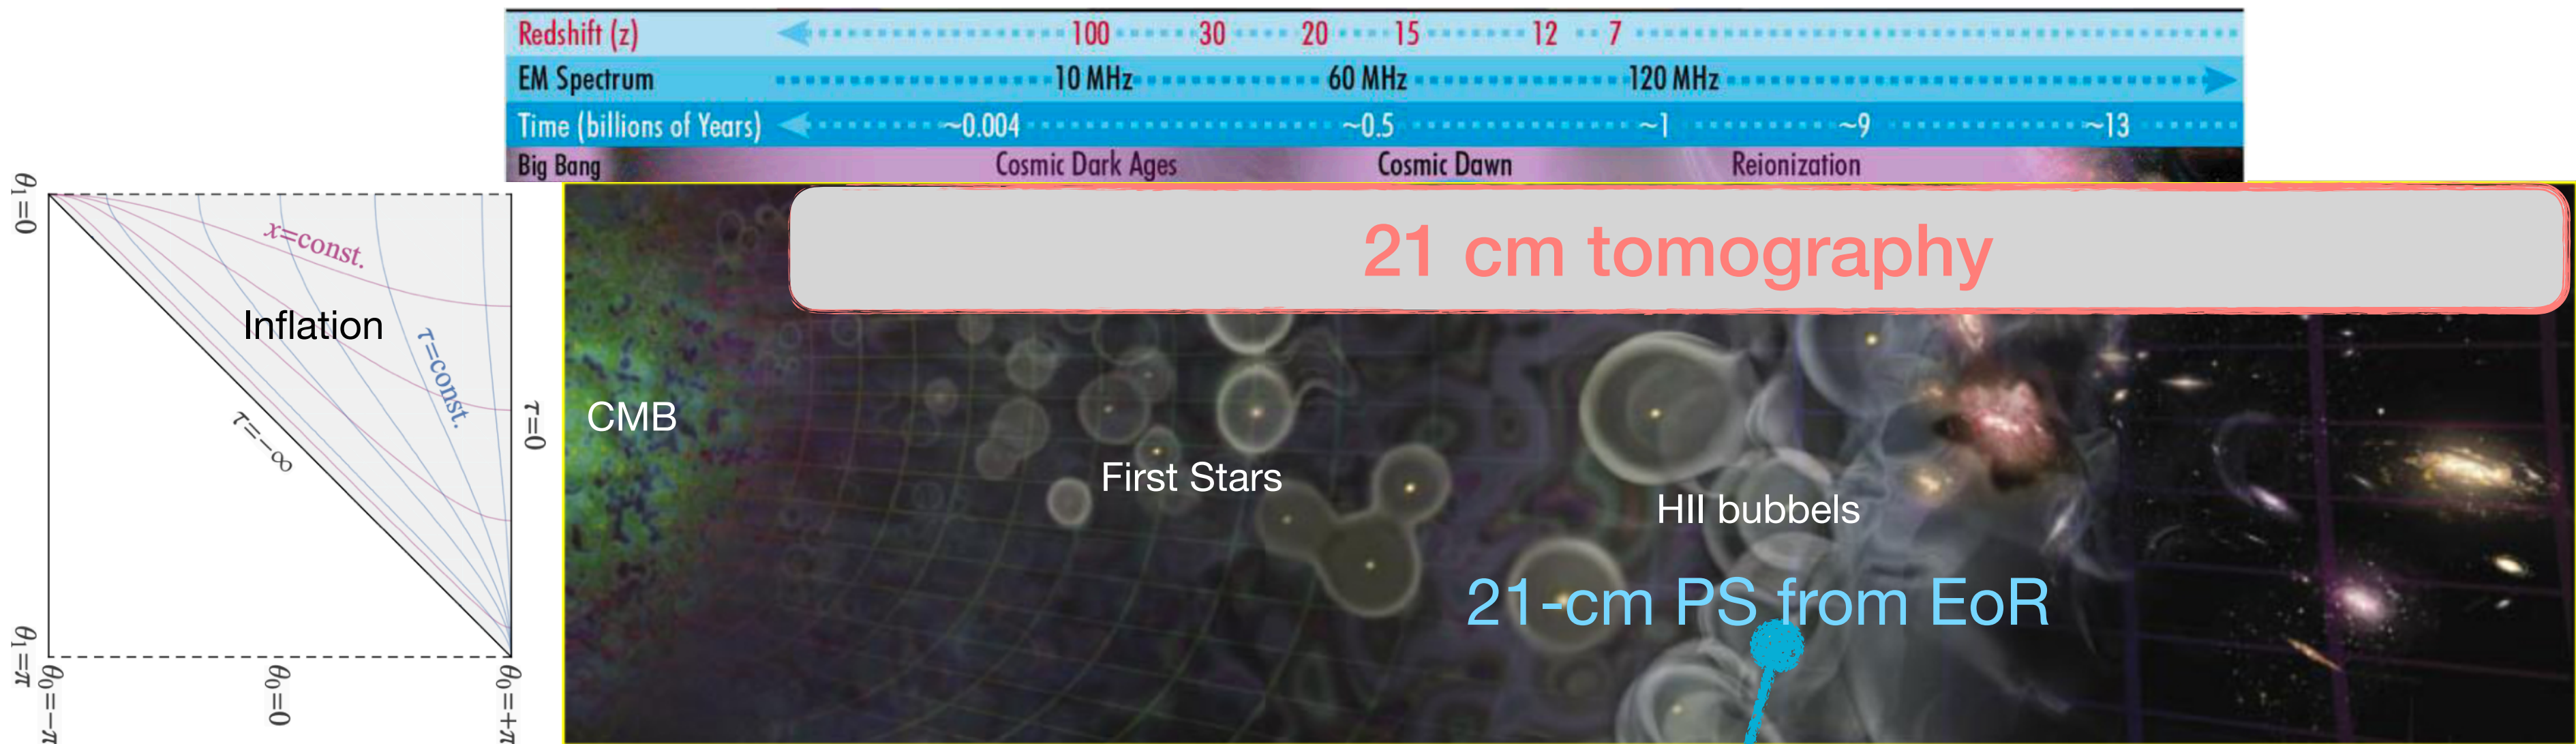 Redshift (z) 100 30 20 15 12 7
EM Spectrum 10 MHz 60 MHz 120 MHz
Time (billions of Years) ~0.004 ~0.5 ~1 ~9 ~13
Big Bang Cosmic Dark Ages Cosmic Dawn Reionization
θ₁=0
x=const.
Inflation
τ=const.
τ=-∞
τ=0
θ₁=π
θ₀=-π
θ₀=0
θ₀=+π
21 cm tomography
CMB
First Stars
HII bubbels
21-cm PS from EoR